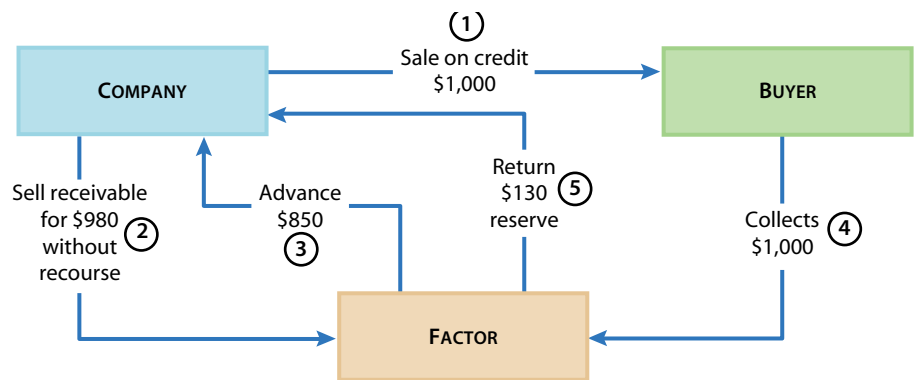 1
Sale on credit
$1,000
COMPANY
BUYER
Sell receivable
for $980
without
recourse
2
Advance
$850
3
Return
$130
reserve
5
Collects
$1,000
4
FACTOR